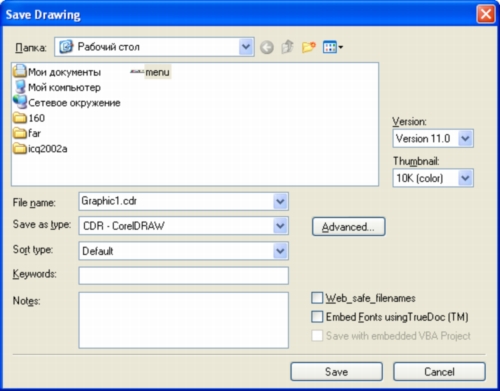 Save Drawing
Папка: Рабочий стол
Мои документы
Мой компьютер
Сетевое окружение
160
far
icq2002a
menu
Version:
Version 11.0
Thumbnail:
10K (color)
File name: Graphic1.cdr
Save as type: CDR - CorelDRAW
Advanced...
Sort type: Default
Keywords:
Notes:
Web_safe_filenames
Embed Fonts usingTrueDoc (TM)
Save with embedded VBA Project
Save Cancel